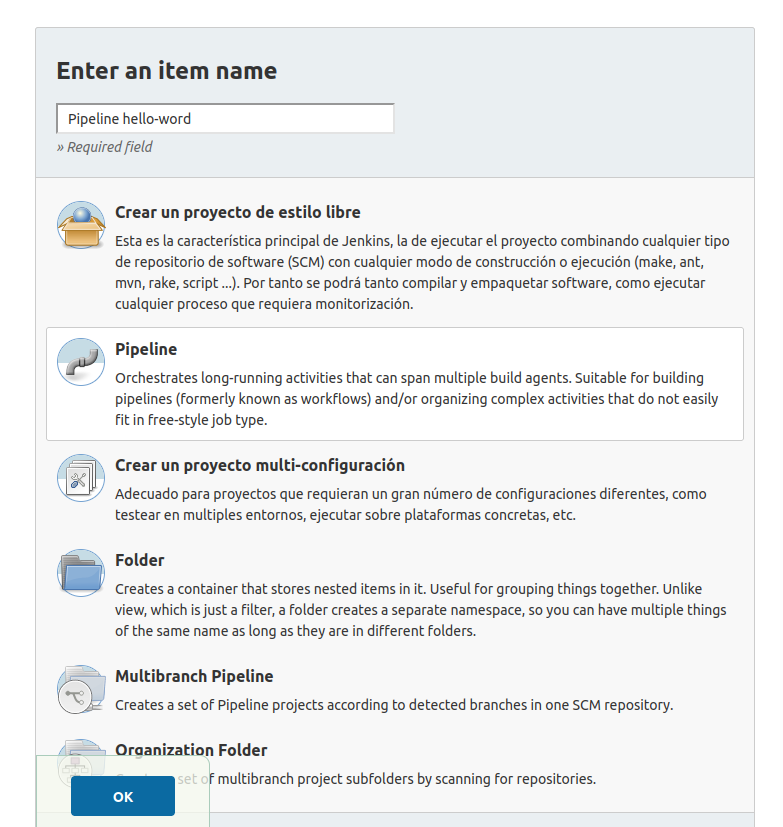 Enter an item name
Pipeline hello-word
» Required field
Crear un proyecto de estilo libre
Esta es la característica principal de Jenkins, la de ejecutar el proyecto combinando cualquier tipo
de repositorio de software (SCM) con cualquier modo de construcción o ejecución (make, ant,
mvn, rake, script ...). Por tanto se podrá tanto compilar y empaquetar software, como ejecutar
cualquier proceso que requiera monitorización.
Pipeline
Orchestrates long-running activities that can span multiple build agents. Suitable for building
pipelines (formerly known as workflows) and/or organizing complex activities that do not easily
fit in free-style job type.
Crear un proyecto multi-configuración
Adecuado para proyectos que requieran un gran número de configuraciones diferentes, como
testear en multiples entornos, ejecutar sobre plataformas concretas, etc.
Folder
Creates a container that stores nested items in it. Useful for grouping things together. Unlike
view, which is just a filter, a folder creates a separate namespace, so you can have multiple things
of the same name as long as they are in different folders.
Multibranch Pipeline
Creates a set of Pipeline projects according to detected branches in one SCM repository.
Organization Folder
set of multibranch project subfolders by scanning for repositories.
OK